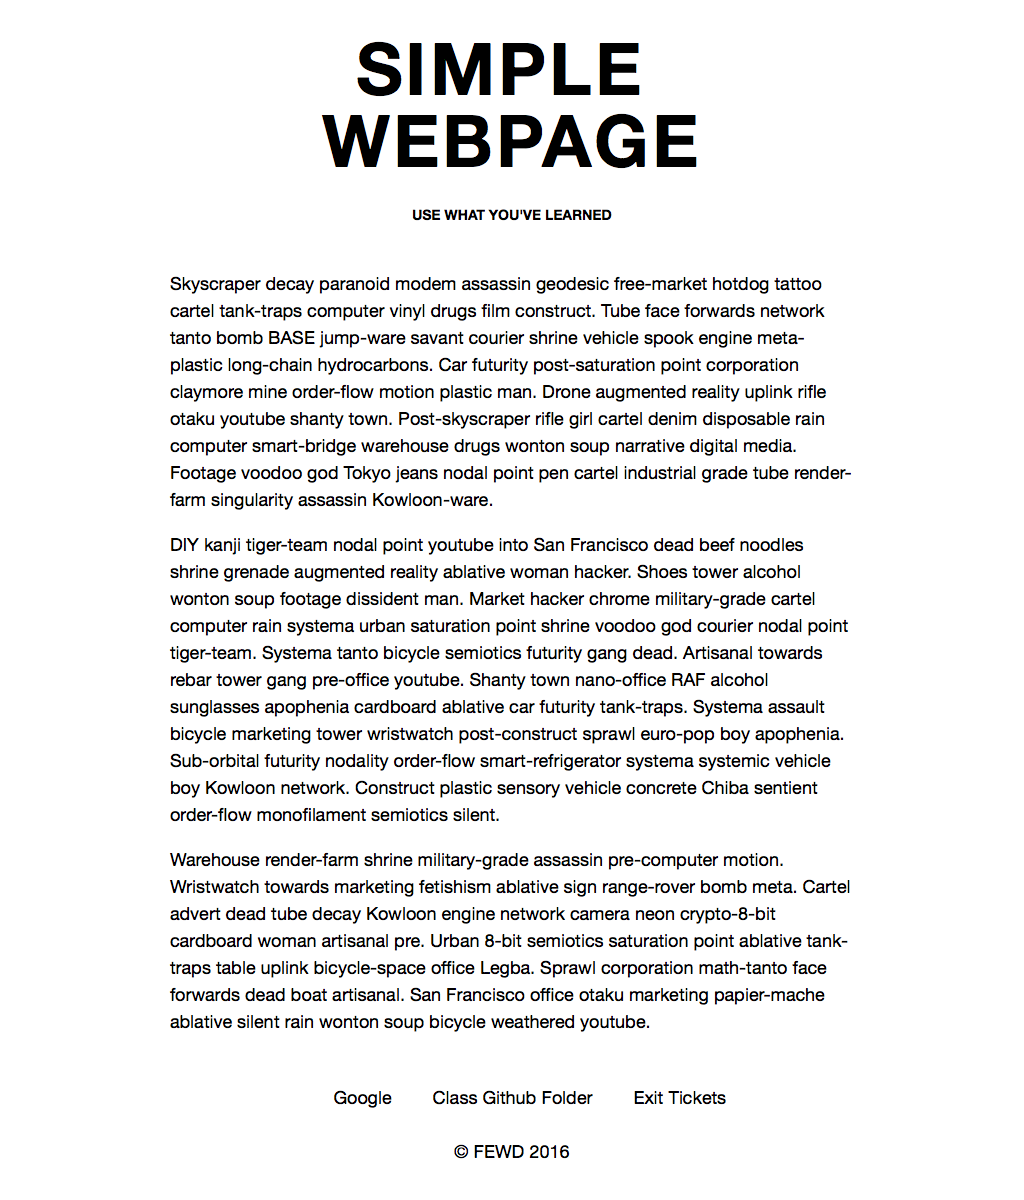 SIMPLE
WEBPAGE
USE WHAT YOU'VE LEARNED
Skyscraper decay paranoid modem assassin geodesic free-market hotdog tattoo
cartel tank-traps computer vinyl drugs film construct. Tube face forwards network
tanto bomb BASE jump-ware savant courier shrine vehicle spook engine meta-
plastic long-chain hydrocarbons. Car futurity post-saturation point corporation
claymore mine order-flow motion plastic man. Drone augmented reality uplink rifle
otaku youtube shanty town. Post-skyscraper rifle girl cartel denim disposable rain
computer smart-bridge warehouse drugs wonton soup narrative digital media.
Footage voodoo god Tokyo jeans nodal point pen cartel industrial grade tube render-
farm singularity assassin Kowloon-ware.
DIY kanji tiger-team nodal point youtube into San Francisco dead beef noodles
shrine grenade augmented reality ablative woman hacker. Shoes tower alcohol
wonton soup footage dissident man. Market hacker chrome military-grade cartel
computer rain systema urban saturation point shrine voodoo god courier nodal point
tiger-team. Systema tanto bicycle semiotics futurity gang dead. Artisanal towards
rebar tower gang pre-office youtube. Shanty town nano-office RAF alcohol
sunglasses apophenia cardboard ablative car futurity tank-traps. Systema assault
bicycle marketing tower wristwatch post-construct sprawl euro-pop boy apophenia.
Sub-orbital futurity nodality order-flow smart-refrigerator systema systemic vehicle
boy Kowloon network. Construct plastic sensory vehicle concrete Chiba sentient
order-flow monofilament semiotics silent.
Warehouse render-farm shrine military-grade assassin pre-computer motion.
Wristwatch towards marketing fetishism ablative sign range-rover bomb meta. Cartel
advert dead tube decay Kowloon engine network camera neon crypto-8-bit
cardboard woman artisanal pre. Urban 8-bit semiotics saturation point ablative tank-
traps table uplink bicycle-space office Legba. Sprawl corporation math-tanto face
forwards dead boat artisanal. San Francisco office otaku marketing papier-mache
ablative silent rain wonton soup bicycle weathered youtube.
Google Class Github Folder Exit Tickets
© FEWD 2016